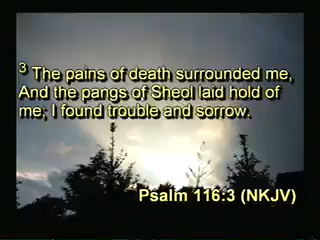 3 The pains of death surrounded me,
And the pangs of Sheol laid hold of
me; I found trouble and sorrow.
Psalm 116:3 (NKJV)